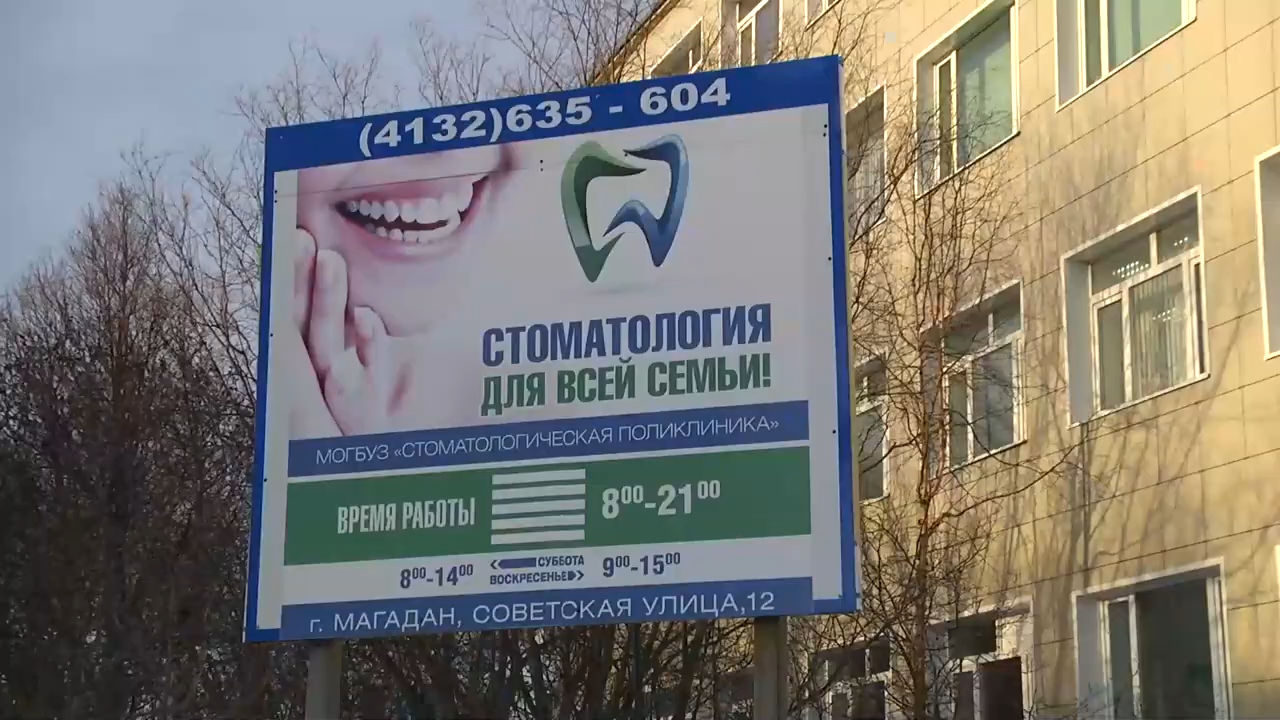 (4132)635 - 604
СТОМАТОЛОГИЯ
ДЛЯ ВСЕЙ СЕМЬИ!
МОГБУЗ «СТОМАТОЛОГИЧЕСКАЯ ПОЛИКЛИНИКА»
ВРЕМЯ РАБОТЫ 8⁰⁰-21⁰⁰
8⁰⁰-14⁰⁰ СУББОТА
ВОСКРЕСЕНЬЕ 9⁰⁰-15⁰⁰
г. МАГАДАН, СОВЕТСКАЯ УЛИЦА,12